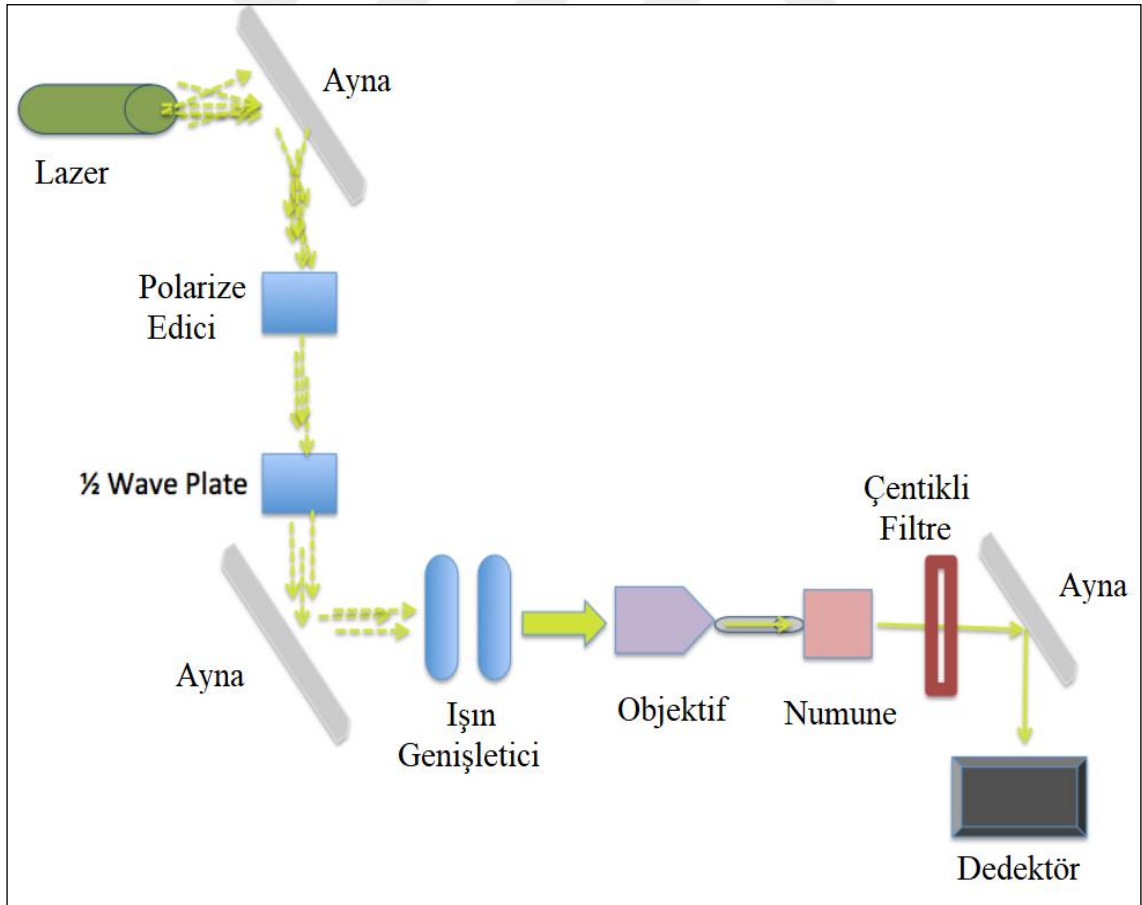 Ayna
Lazer
Polarize
Edici
½ Wave Plate
Çentikli
Filtre
Ayna
Ayna
Işın
Genişletici
Objektif
Numune
Dedektör